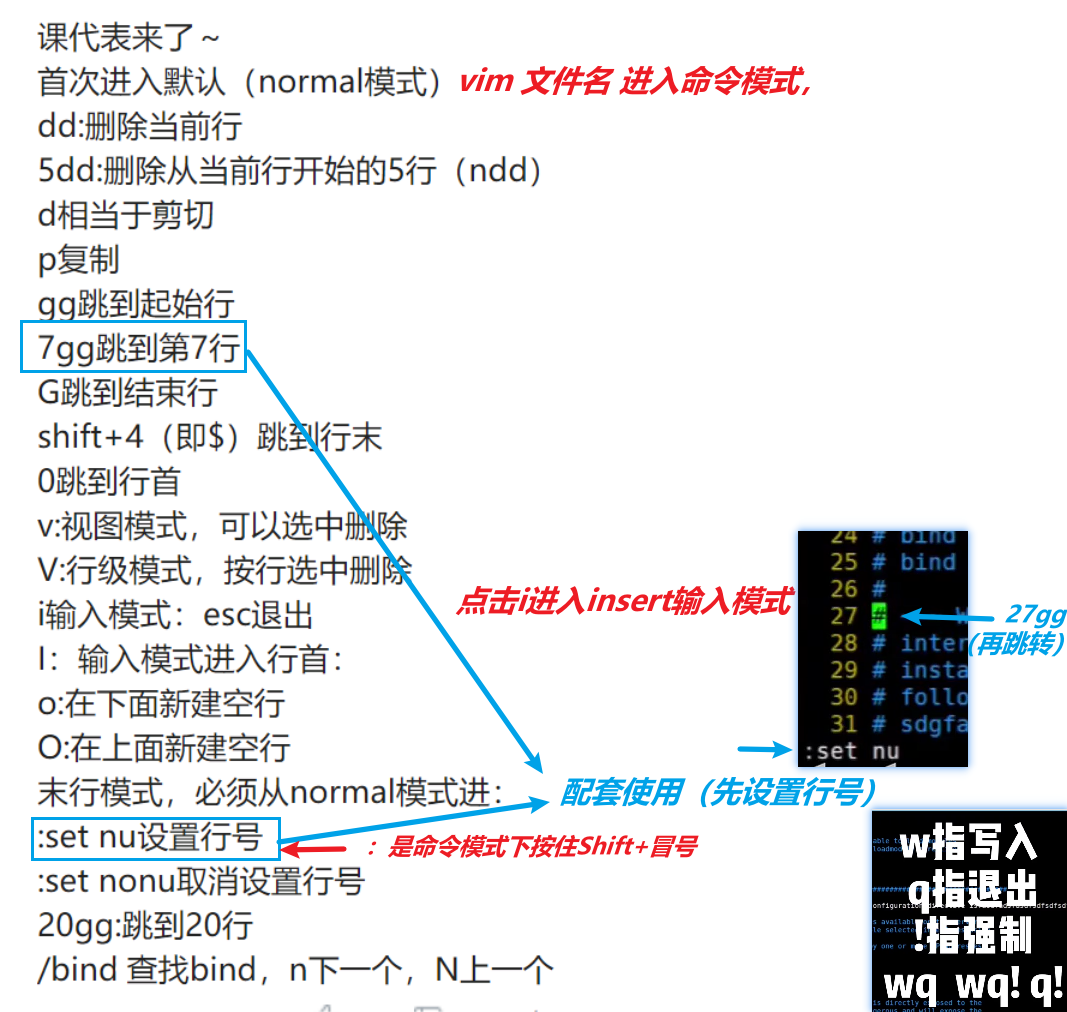 课代表来了~
首次进入默认（normal模式）vim 文件名 进入命令模式,
dd:删除当前行
5dd:删除从当前行开始的5行（ndd）
d相当于剪切
p复制
gg跳到起始行
7gg跳到第7行
G跳到结束行
shift+4（即$）跳到行末
0跳到行首
v:视图模式，可以选中删除
V:行级模式，按行选中删除
i输入模式：esc退出
点击i进入insert输入模式
I：输入模式进入行首：
o:在下面新建空行
O:在上面新建空行
末行模式，必须从normal模式进：
配套使用（先设置行号）
:set nu设置行号
：是命令模式下按住Shift+冒号
:set nonu取消设置行号
20gg:跳到20行
/bind 查找bind，n下一个，N上一个
24 # bind
25 # bind
26 #
27 #
28 # inter
29 # insta
30 # follo
31 # sdgfa
:set nu
27gg
（再跳转）
w指写入
q指退出
!指强制
wq wq! q!